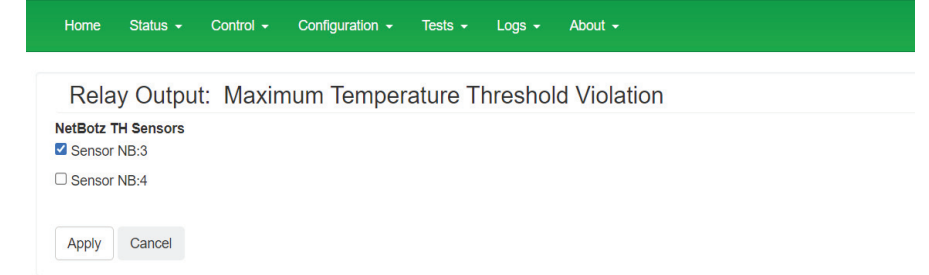 Home Status Control Configuration Tests Logs About
Relay Output: Maximum Temperature Threshold Violation
NetBotz TH Sensors
Sensor NB:3
Sensor NB:4
Apply Cancel